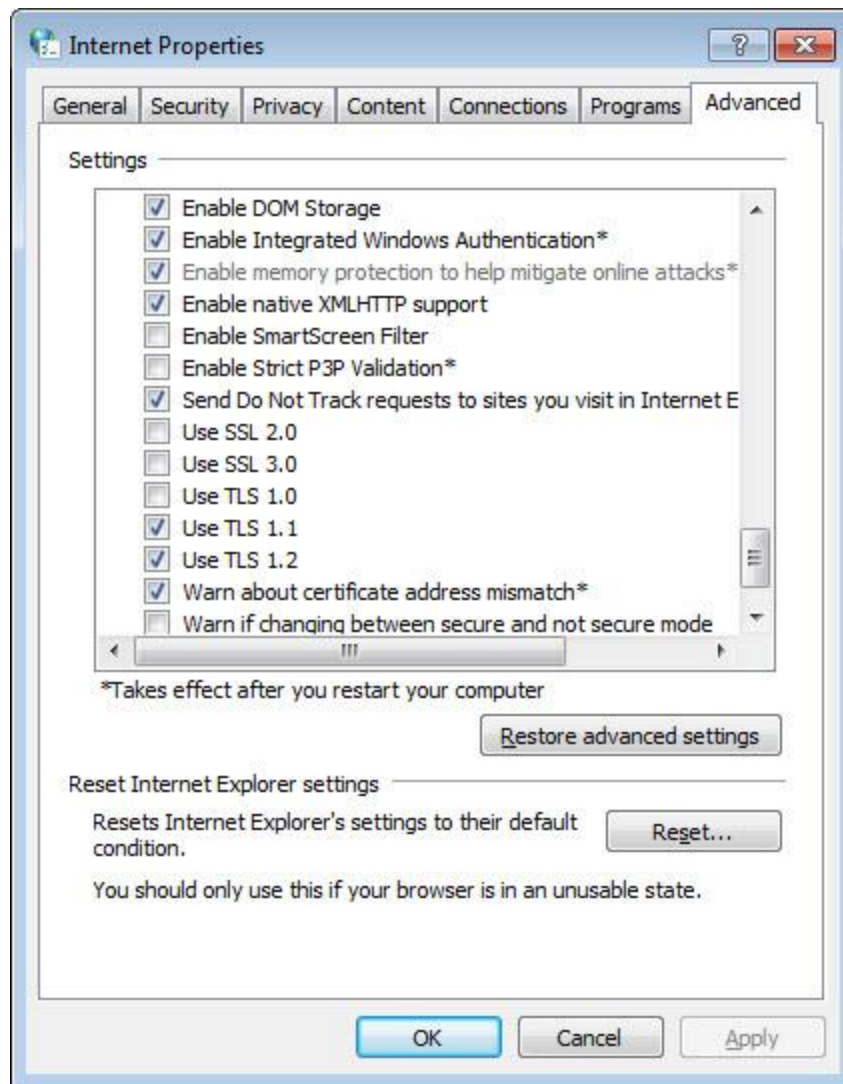 Internet Properties
General Security Privacy Content Connections Programs Advanced
Settings
Enable DOM Storage
Enable Integrated Windows Authentication*
Enable memory protection to help mitigate online attacks*
Enable native XMLHTTP support
Enable SmartScreen Filter
Enable Strict P3P Validation*
Send Do Not Track requests to sites you visit in Internet E
Use SSL 2.0
Use SSL 3.0
Use TLS 1.0
Use TLS 1.1
Use TLS 1.2
Warn about certificate address mismatch*
Warn if changing between secure and not secure mode
*Takes effect after you restart your computer
Restore advanced settings
Reset Internet Explorer settings
Resets Internet Explorer's settings to their default
condition.
Reset...
You should only use this if your browser is in an unusable state.
OK Cancel Apply